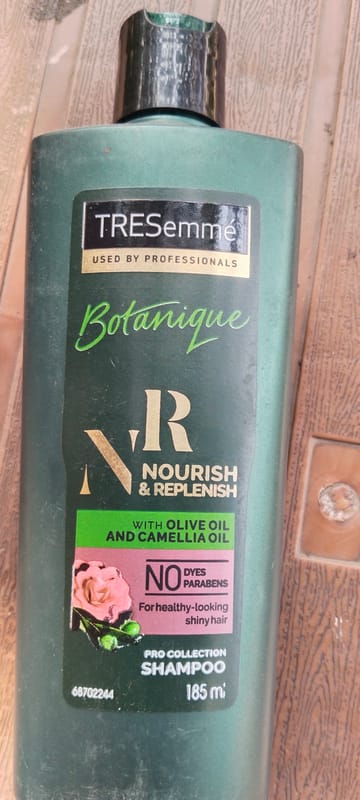 TRESemmé
USED BY PROFESSIONALS
Botanique
NR
NOURISH
& REPLENISH
WITH OLIVE OIL
AND CAMELLIA OIL
NO DYES
PARABENS
For healthy-looking
shiny hair
PRO COLLECTION
SHAMPOO
68702244 185 ml